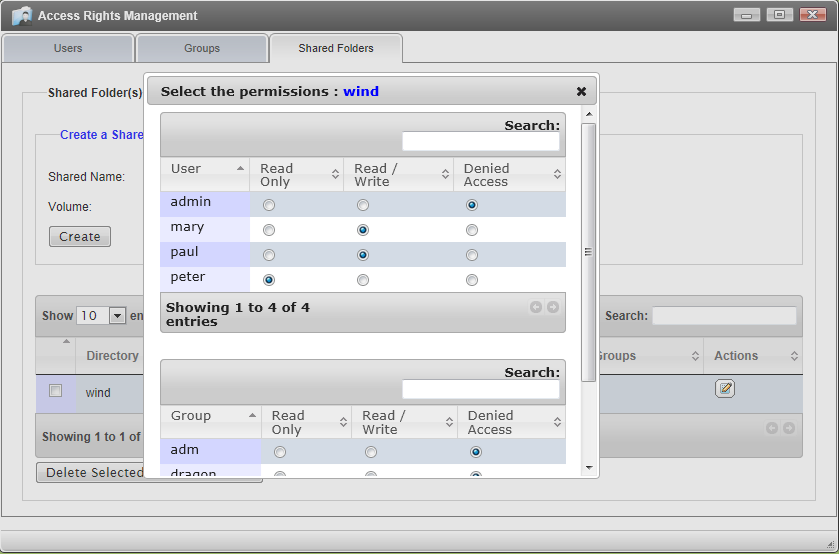 Access Rights Management
Users Groups Shared Folders
Shared Folder(s)
Select the permissions : wind
Create a Share
Shared Name:
Volume:
Create
Search:
User Read Only Read / Write Denied Access
admin
mary
paul
peter
Showing 1 to 4 of 4
entries
Show 10 en Search:
Directory Groups Actions
wind
Showing 1 to 1 of
Delete Selected
Search:
Group Read Only Read / Write Denied Access
adm
dragon